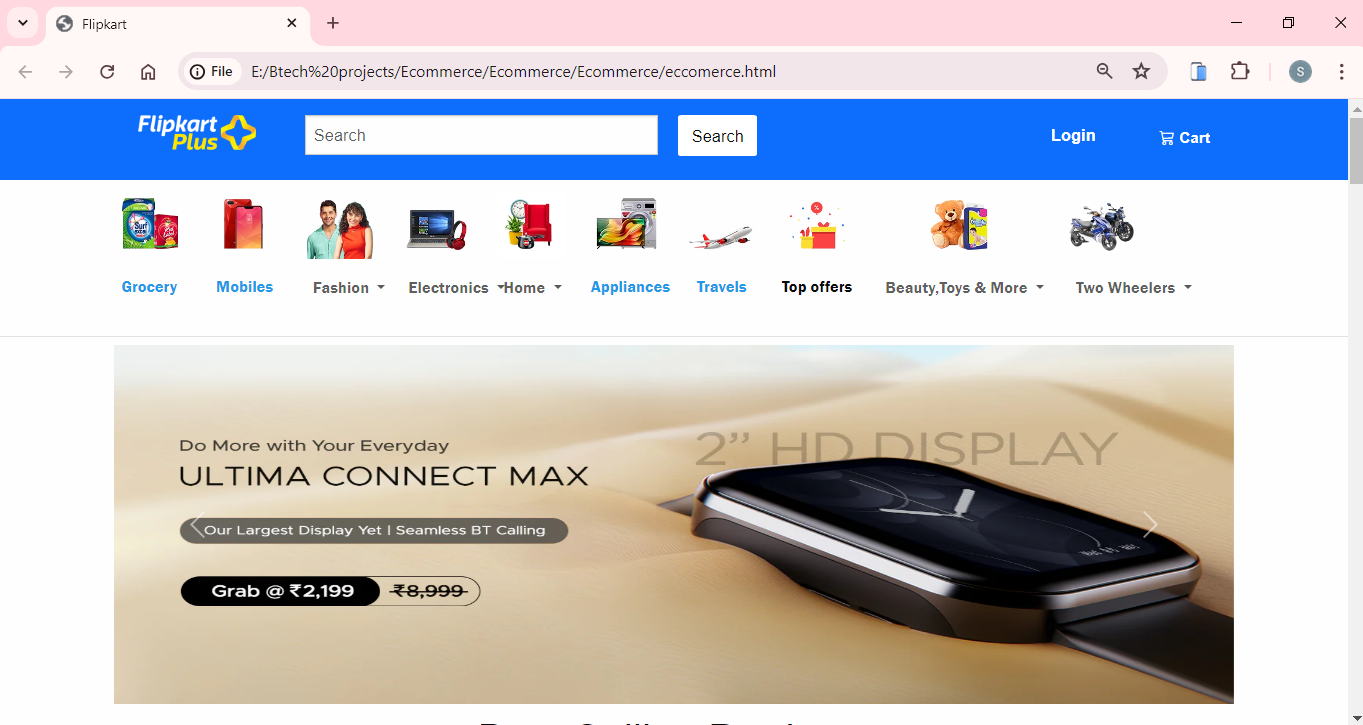 Flipkart
File E:/Btech%20projects/Ecommerce/Ecommerce/Ecommerce/eccomerce.html
S
Flipkart
Plus
Search
Search
Login
Cart
Surf excel
Grocery
Mobiles
Fashion
Electronics
Home
Appliances
Travels
Top offers
Beauty,Toys & More
Two Wheelers
Do More with Your Everyday
2” HD DISPLAY
ULTIMA CONNECT MAX
Our Largest Display Yet | Seamless BT Calling
Grab @ ₹2,199 ₹8,999